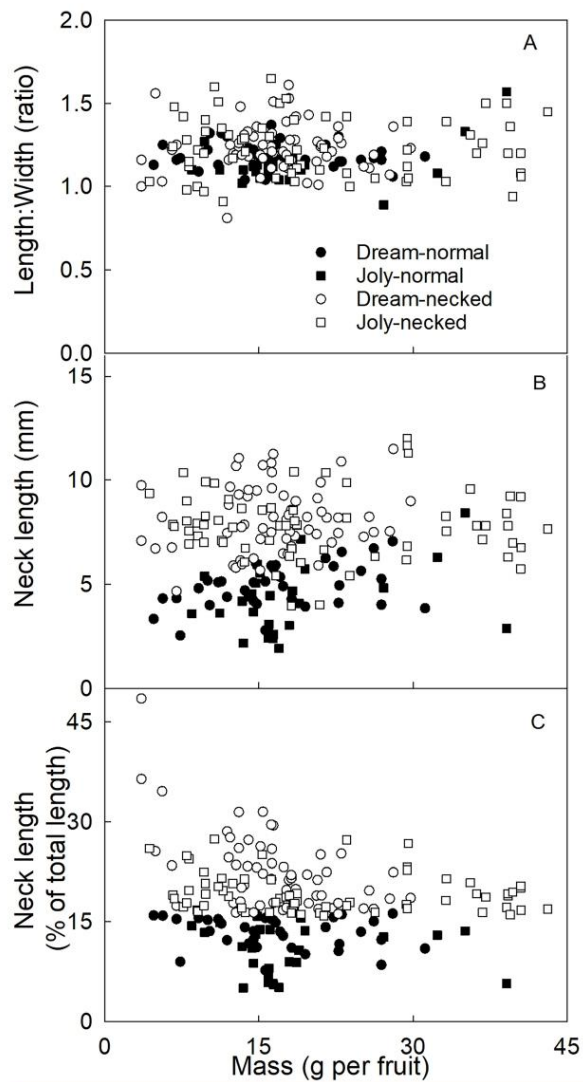 2.0
A
1.5
1.0
0.5
0.0
Length:Width (ratio)
Dream-normal
Joly-normal
Dream-necked
Joly-necked
15
B
10
5
0
Neck length (mm)
45
C
30
15
0
Neck length
(% of total length)
0
15
30
45
Mass (g per fruit)